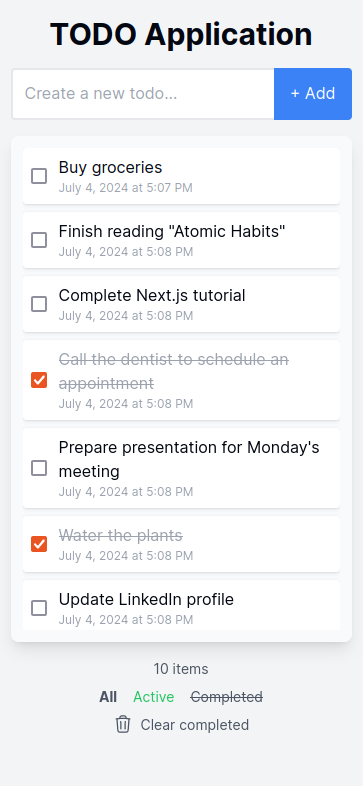 TODO Application
Create a new todo...
+ Add
Buy groceries
July 4, 2024 at 5:07 PM
Finish reading "Atomic Habits"
July 4, 2024 at 5:08 PM
Complete Next.js tutorial
July 4, 2024 at 5:08 PM
Call the dentist to schedule an
appointment
July 4, 2024 at 5:08 PM
Prepare presentation for Monday's
meeting
July 4, 2024 at 5:08 PM
Water the plants
July 4, 2024 at 5:08 PM
Update LinkedIn profile
July 4, 2024 at 5:08 PM
10 items
All Active Completed
Clear completed